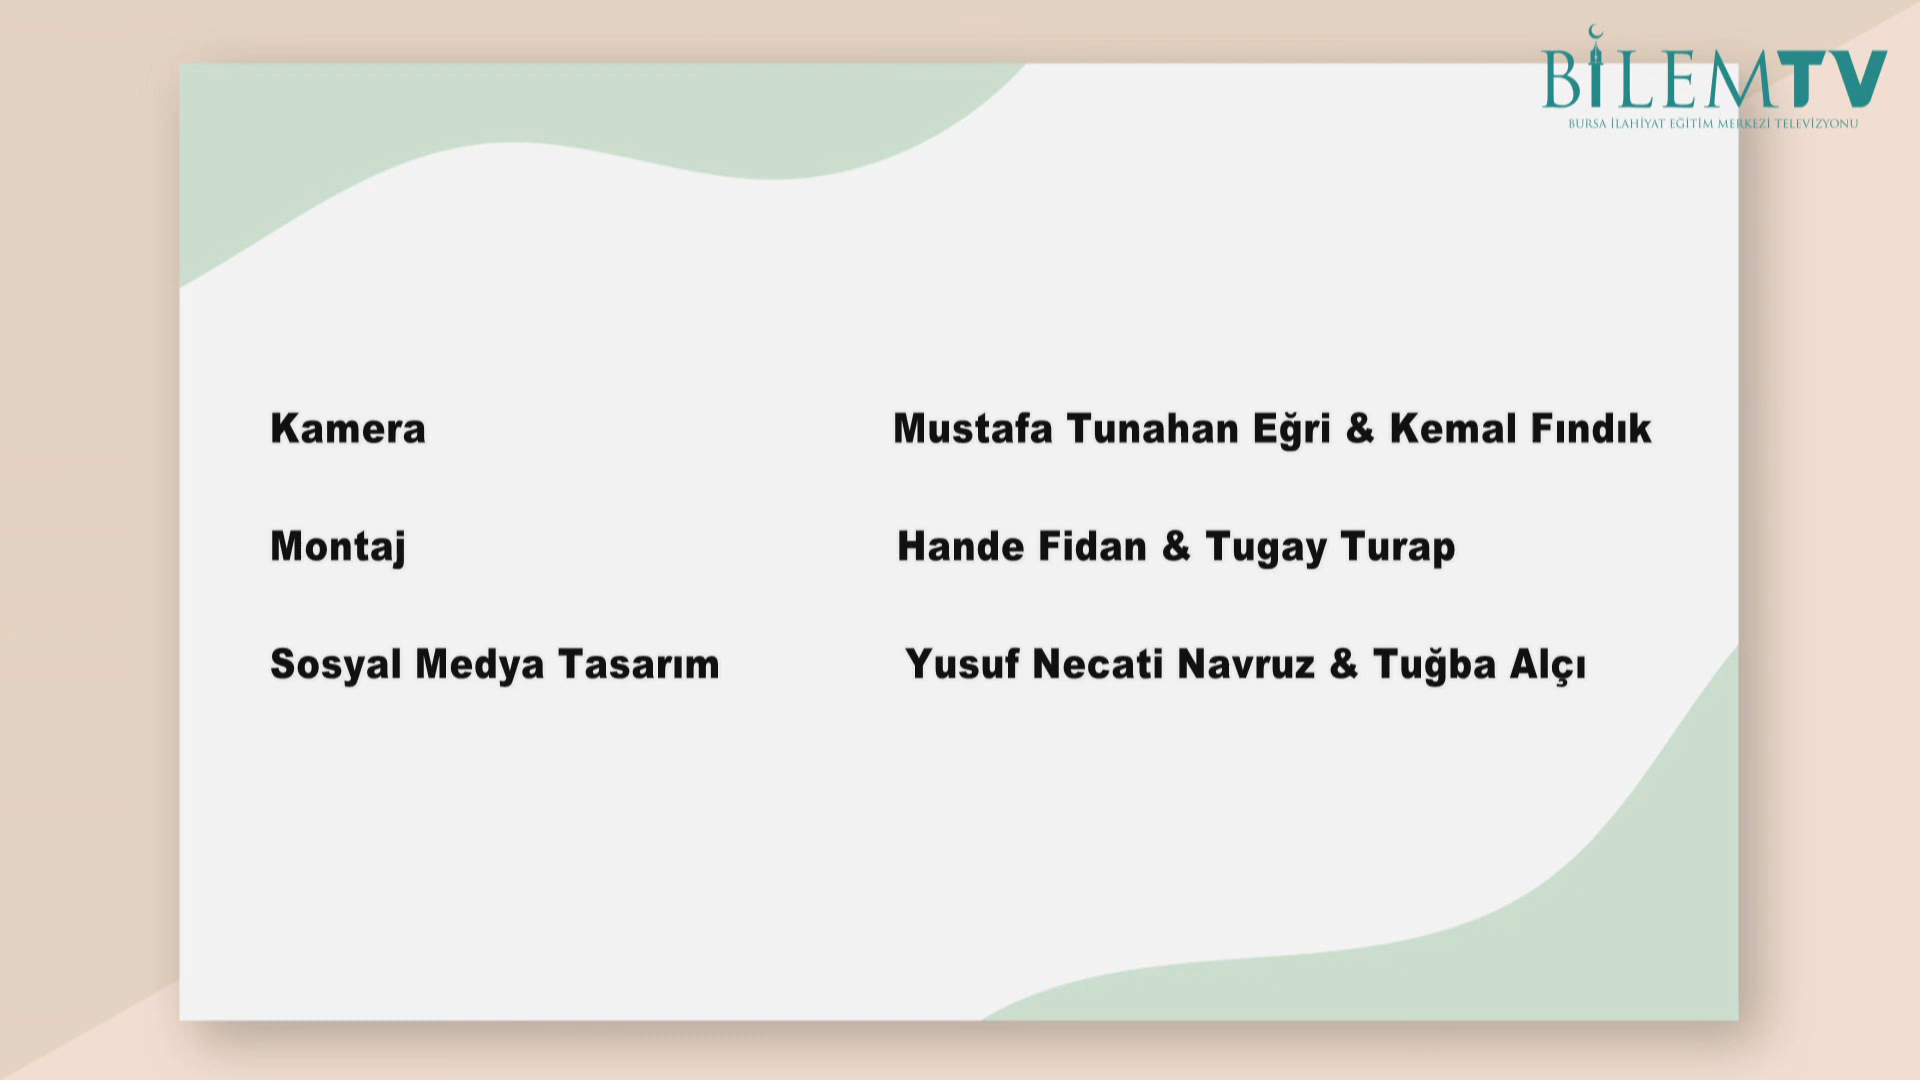 BİLEMTV
BURSA İLAHİYAT EĞİTİM MERKEZİ TELEVİZYONU
Kamera Mustafa Tunahan Eğri & Kemal Fındık
Montaj Hande Fidan & Tugay Turap
Sosyal Medya Tasarım Yusuf Necati Navruz & Tuğba Alçı